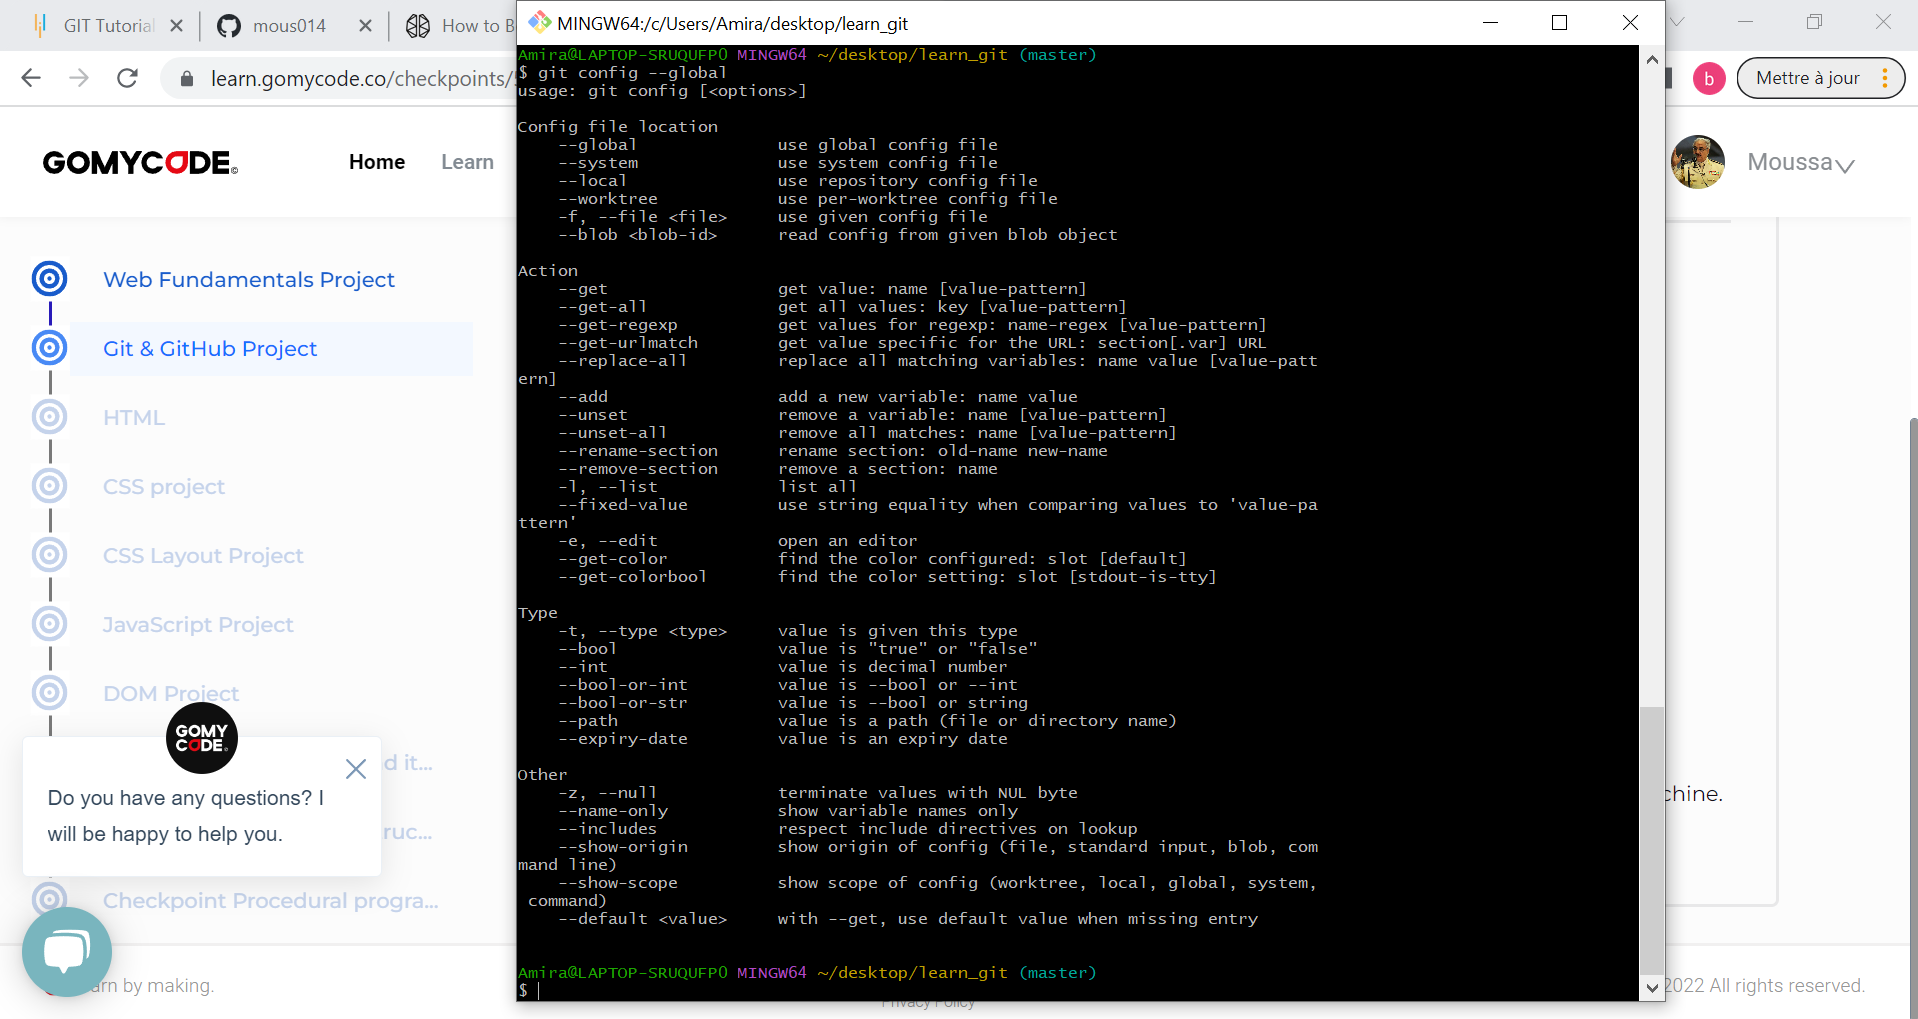 GIT Tutorial
mous014
How to B
MINGW64:/c/Users/Amira/desktop/learn_git
learn.gomycode.co/checkpoints/
b
Mettre à jour
GOMYCODE
Home
Learn
Moussa
Web Fundamentals Project
Git & GitHub Project
HTML
CSS project
CSS Layout Project
JavaScript Project
DOM Project
d it...
ruc...
Checkpoint Procedural progra...
GOMY
CODE
Do you have any questions? I
will be happy to help you.
arn by making.
Amira@LAPTOP-SRUQUFP0 MINGW64 ~/desktop/learn_git (master)
$ git config --global
usage: git config [<options>]
Config file location
    --global              use global config file
    --system              use system config file
    --local               use repository config file
    --worktree            use per-worktree config file
    -f, --file <file>     use given config file
    --blob <blob-id>      read config from given blob object
Action
    --get                 get value: name [value-pattern]
    --get-all             get all values: key [value-pattern]
    --get-regexp          get values for regexp: name-regex [value-pattern]
    --get-urlmatch        get value specific for the URL: section[.var] URL
    --replace-all         replace all matching variables: name value [value-patt
ern]
    --add                 add a new variable: name value
    --unset               remove a variable: name [value-pattern]
    --unset-all           remove all matches: name [value-pattern]
    --rename-section      rename section: old-name new-name
    --remove-section      remove a section: name
    -l, --list            list all
    --fixed-value         use string equality when comparing values to 'value-pa
ttern'
    -e, --edit            open an editor
    --get-color           find the color configured: slot [default]
    --get-colorbool       find the color setting: slot [stdout-is-tty]
Type
    -t, --type <type>     value is given this type
    --bool                value is "true" or "false"
    --int                 value is decimal number
    --bool-or-int         value is --bool or --int
    --bool-or-str         value is --bool or string
    --path                value is a path (file or directory name)
    --expiry-date         value is an expiry date
Other
    -z, --null            terminate values with NUL byte
    --name-only           show variable names only
    --includes            respect include directives on lookup
    --show-origin         show origin of config (file, standard input, blob, com
mand line)
    --show-scope          show scope of config (worktree, local, global, system,
 command)
    --default <value>     with --get, use default value when missing entry
Amira@LAPTOP-SRUQUFP0 MINGW64 ~/desktop/learn_git (master)
$
chine.
Privacy Policy
2022 All rights reserved.